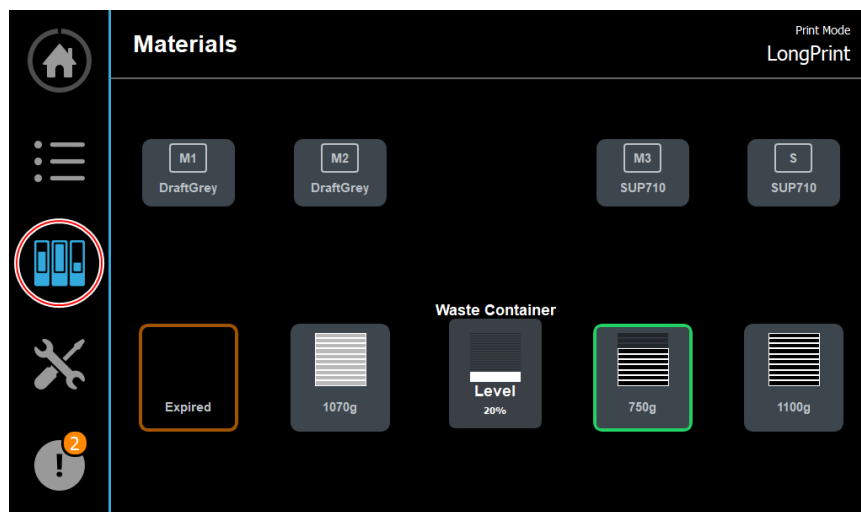 Materials
Print Mode
LongPrint
M1
DraftGrey
M2
DraftGrey
M3
SUP710
S
SUP710
Waste Container
Expired
1070g
Level
20%
750g
1100g
2
!